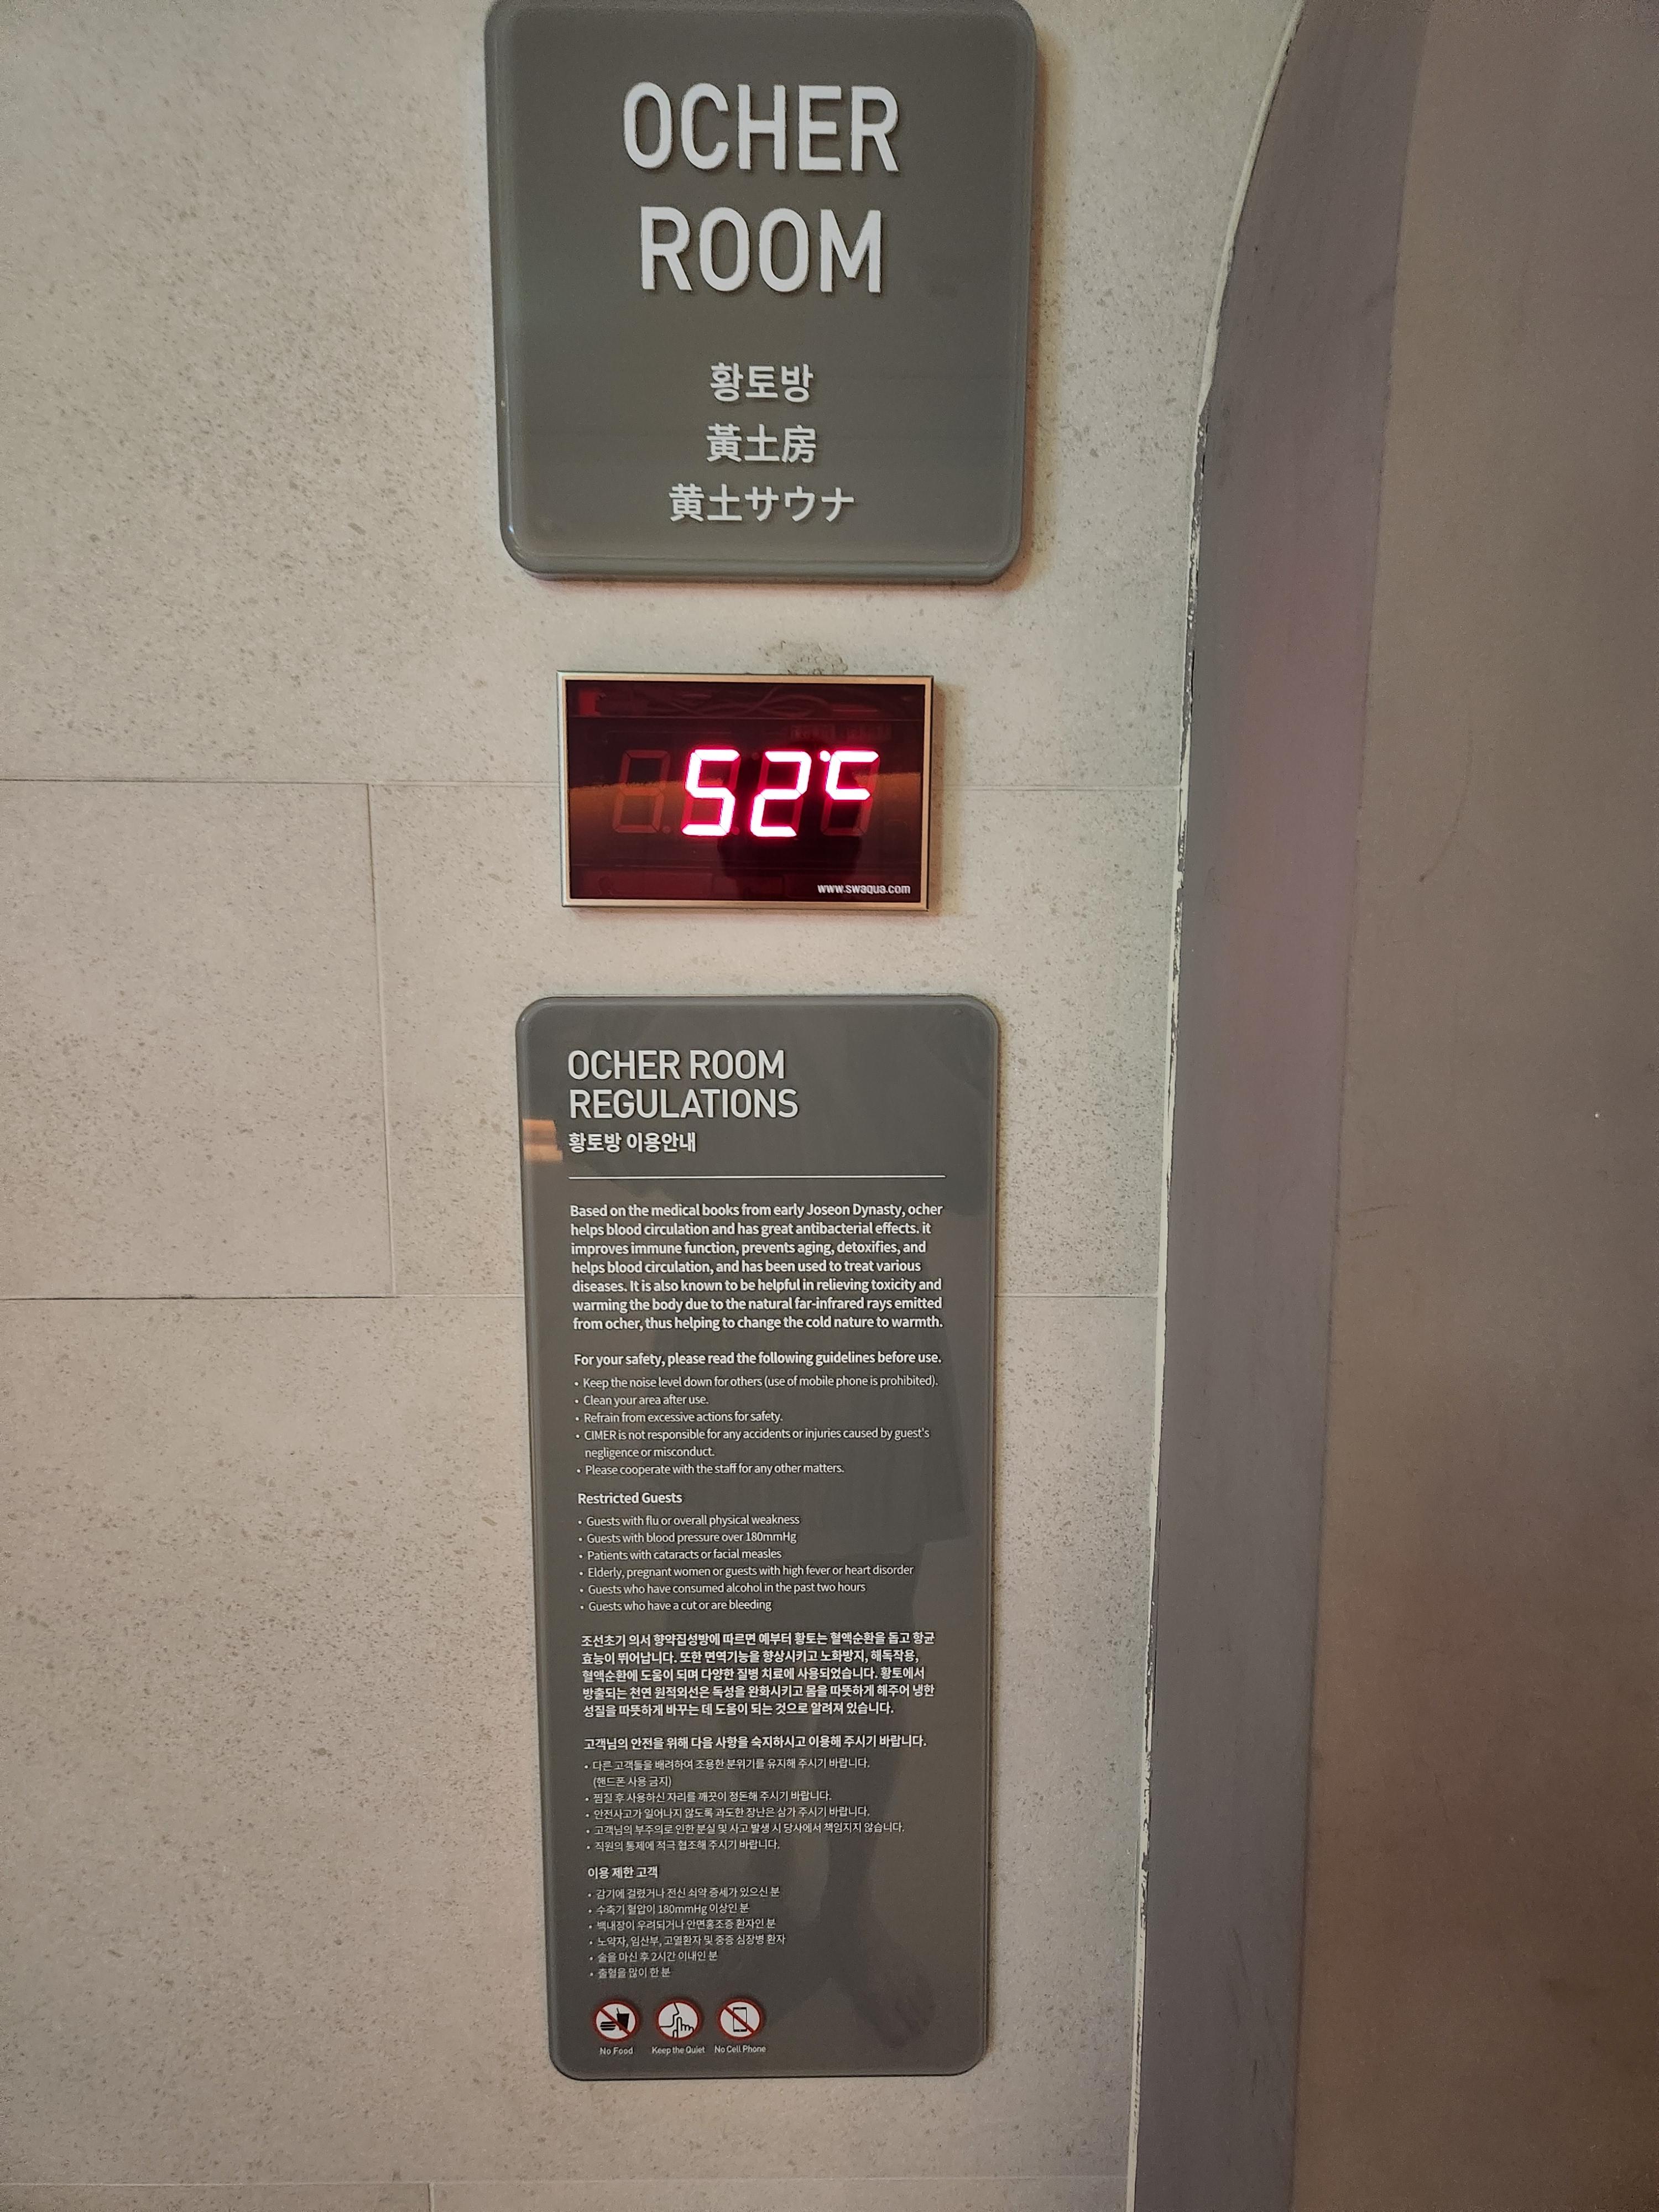 OCHER
ROOM
황토방
黃土房
黄土サウナ
52℃
www.swaqua.com
OCHER ROOM
REGULATIONS
황토방 이용안내
Based on the medical books from early Joseon Dynasty, ocher
helps blood circulation and has great antibacterial effects. it
improves immune function, prevents aging, detoxifies, and
helps blood circulation, and has been used to treat various
diseases. It is also known to be helpful in relieving toxicity and
warming the body due to the natural far-infrared rays emitted
from ocher, thus helping to change the cold nature to warmth.
For your safety, please read the following guidelines before use.
• Keep the noise level down for others (use of mobile phone is prohibited).
• Clean your area after use.
• Refrain from excessive actions for safety.
• CIMER is not responsible for any accidents or injuries caused by guest's
negligence or misconduct.
• Please cooperate with the staff for any other matters.
Restricted Guests
• Guests with flu or overall physical weakness
• Guests with blood pressure over 180mmHg
• Patients with cataracts or facial measles
• Elderly, pregnant women or guests with high fever or heart disorder
• Guests who have consumed alcohol in the past two hours
• Guests who have a cut or are bleeding
조선초기 의서 향약집성방에 따르면 예부터 황토는 혈액순환을 돕고 항균
효능이 뛰어납니다. 또한 면역기능을 향상시키고 노화방지, 해독작용,
혈액순환에 도움이 되며 다양한 질병 치료에 사용되었습니다. 황토에서
방출되는 천연 원적외선은 독성을 완화시키고 몸을 따뜻하게 해주어 냉한
성질을 따뜻하게 바꾸는 데 도움이 되는 것으로 알려져 있습니다.
고객님의 안전을 위해 다음 사항을 숙지하시고 이용해 주시기 바랍니다.
• 다른 고객들을 배려하여 조용한 분위기를 유지해 주시기 바랍니다.
(핸드폰 사용 금지)
• 찜질 후 사용하신 자리를 깨끗이 정돈해 주시기 바랍니다.
• 안전사고가 일어나지 않도록 과도한 장난은 삼가 주시기 바랍니다.
• 고객님의 부주의로 인한 분실 및 사고 발생 시 당사에서 책임지지 않습니다.
• 직원의 통제에 적극 협조해 주시기 바랍니다.
이용 제한 고객
• 감기에 걸렸거나 전신 쇠약 증세가 있으신 분
• 수축기 혈압이 180mmHg 이상인 분
• 백내장이 우려되거나 안면홍조증 환자인 분
• 노약자, 임산부, 고열환자 및 중증 심장병 환자
• 술을 마신 후 2시간 이내인 분
• 출혈을 많이 한 분
No Food
Keep the Quiet
No Cell Phone